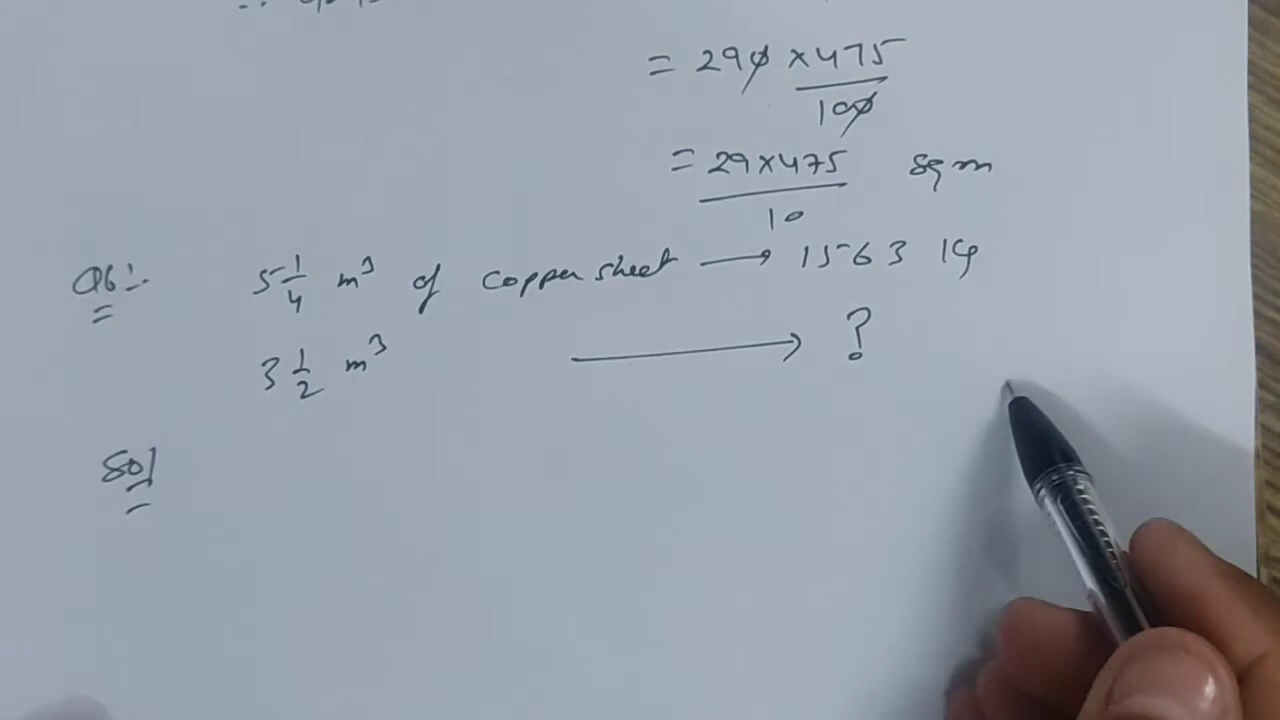 = 290 × 475
100
= 29×475 sqm
10
Q6:- 5 1/4 m³ of copper sheet → 1563 kg
3 1/2 m³ → ?
Sol